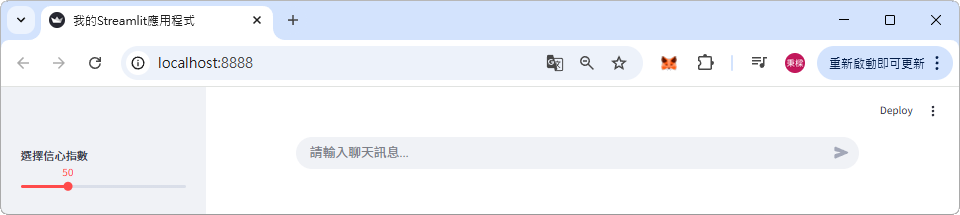 我的Streamlit應用程式
localhost:8888
秉樑
重新啟動即可更新
Deploy
請輸入聊天訊息...
選擇信心指數
50